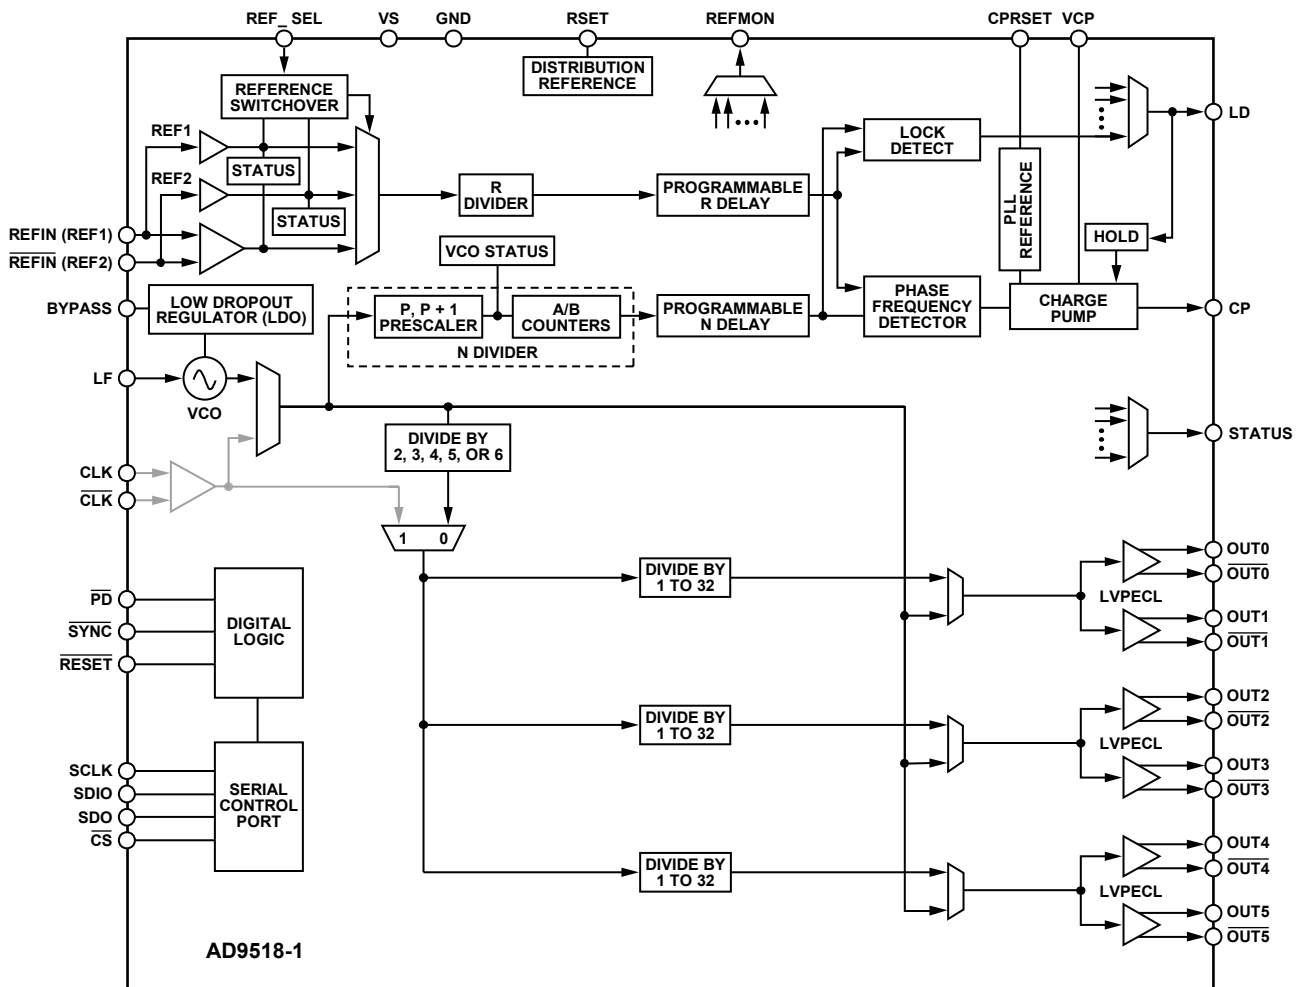 REF_ SEL
VS
GND
RSET
REFMON
CPRSET
VCP
DISTRIBUTION
REFERENCE
REFERENCE
SWITCHOVER
REF1
STATUS
REF2
STATUS
R
DIVIDER
PROGRAMMABLE
R DELAY
LOCK
DETECT
PLL
REFERENCE
HOLD
LD
REFIN (REF1)
REFIN (REF2)
VCO STATUS
BYPASS
LOW DROPOUT
REGULATOR (LDO)
P, P + 1
PRESCALER
A/B
COUNTERS
N DIVIDER
PROGRAMMABLE
N DELAY
PHASE
FREQUENCY
DETECTOR
CHARGE
PUMP
CP
LF
VCO
DIVIDE BY
2, 3, 4, 5, OR 6
STATUS
CLK
CLK
1 0
DIVIDE BY
1 TO 32
LVPECL
OUT0
OUT0
OUT1
OUT1
PD
SYNC
RESET
DIGITAL
LOGIC
DIVIDE BY
1 TO 32
LVPECL
OUT2
OUT2
OUT3
OUT3
SCLK
SDIO
SDO
CS
SERIAL
CONTROL
PORT
DIVIDE BY
1 TO 32
LVPECL
OUT4
OUT4
OUT5
OUT5
AD9518-1